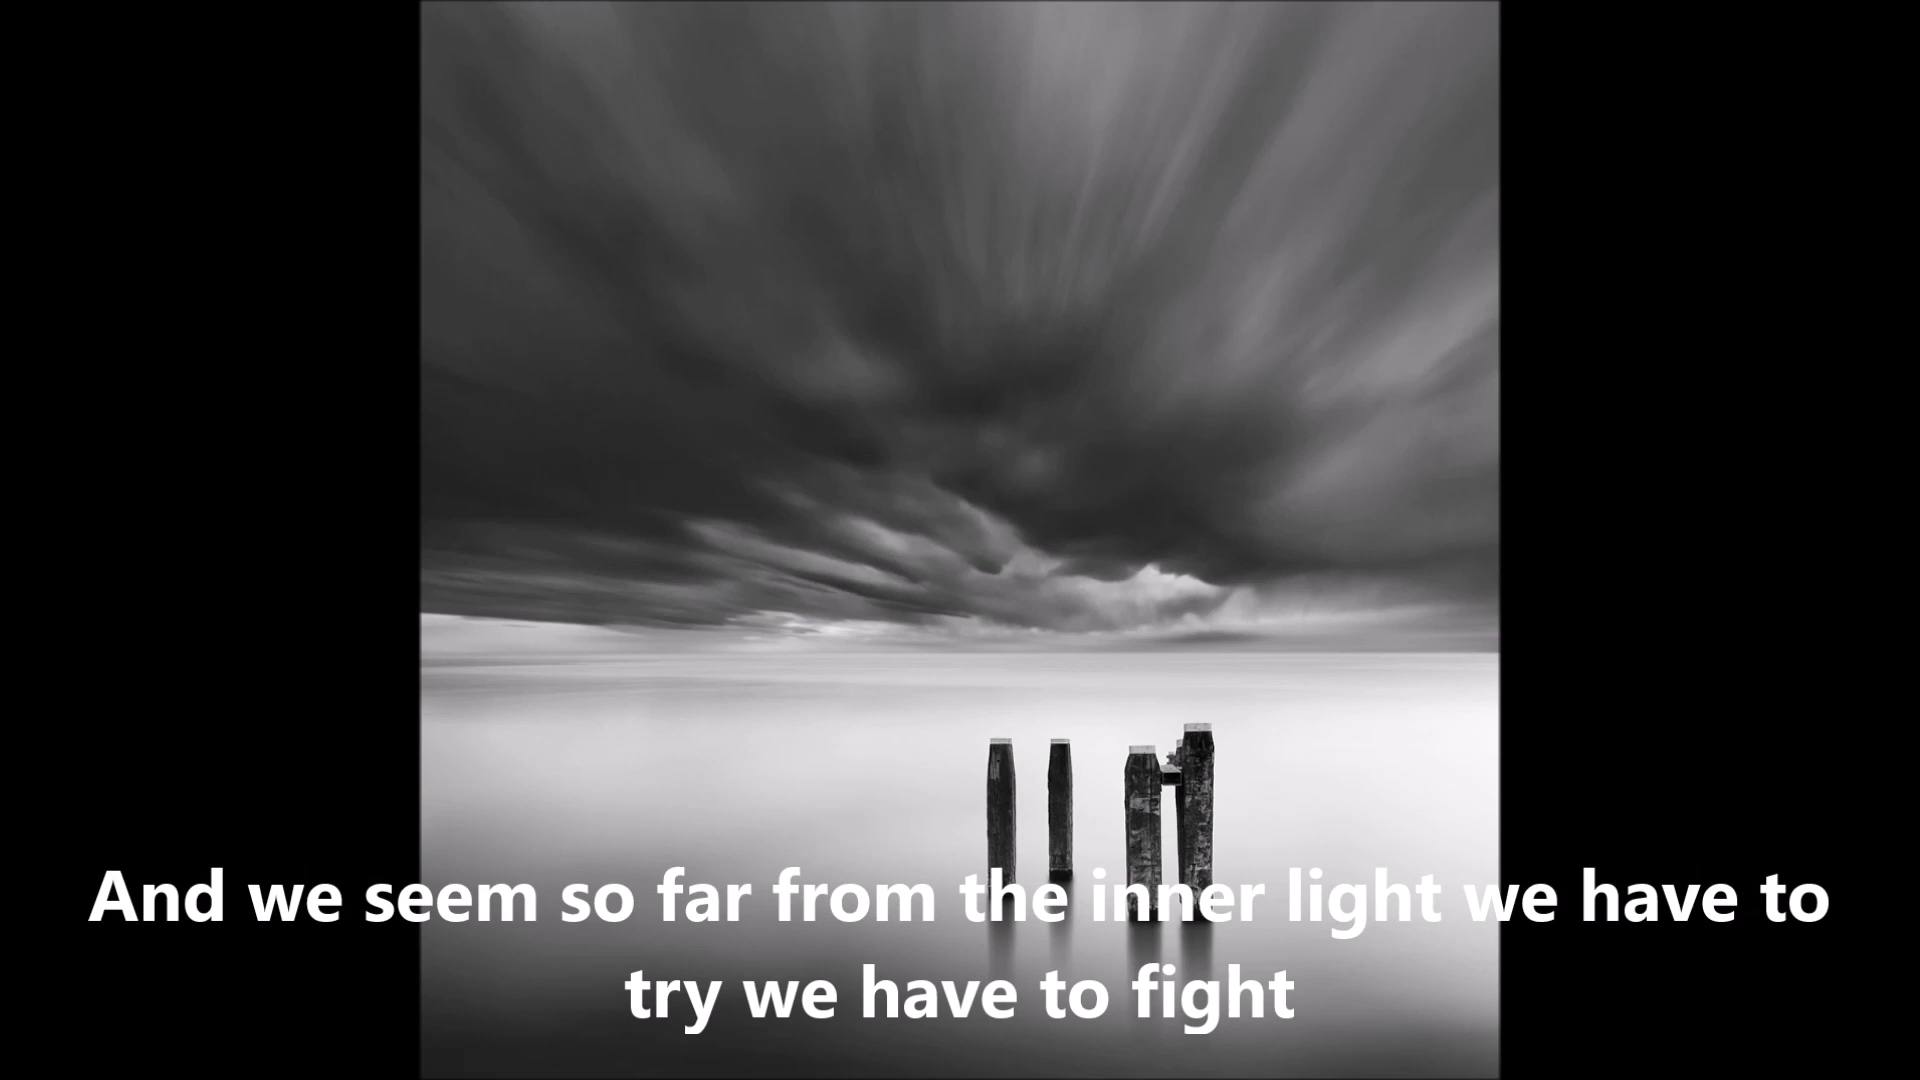 And we seem so far from the inner light we have to
try we have to fight